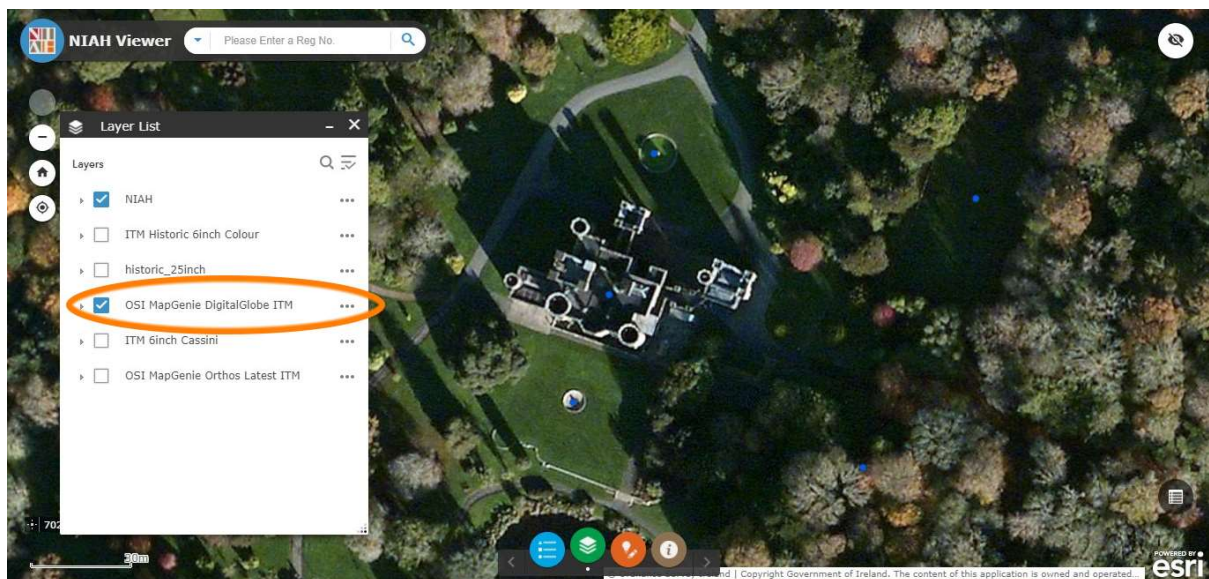 NIAH Viewer
Please Enter a Reg No.
Layer List
Layers
NIAH
ITM Historic 6inch Colour
historic_25inch
OSI MapGenie DigitalGlobe ITM
ITM 6inch Cassini
OSI MapGenie Orthos Latest ITM
702
30m
| Copyright Government of Ireland. The content of this application is owned and operated...
POWERED BY
esri